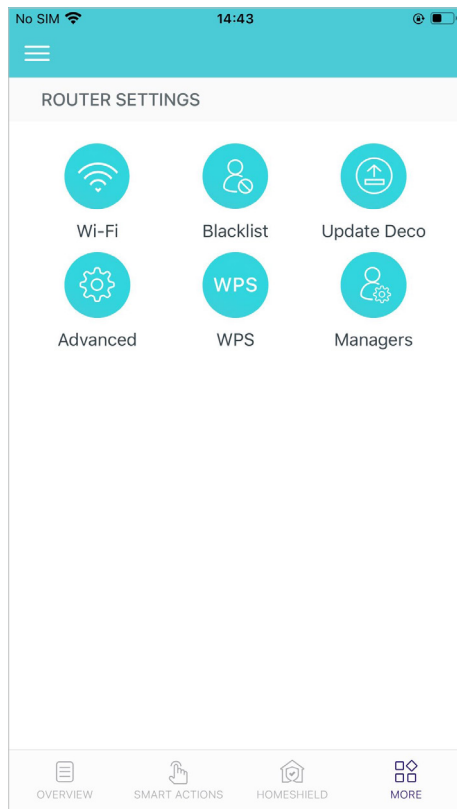 No SIM 14:43
ROUTER SETTINGS
Wi-Fi Blacklist Update Deco
WPS
Advanced WPS Managers
OVERVIEW SMART ACTIONS HOMESHIELD MORE